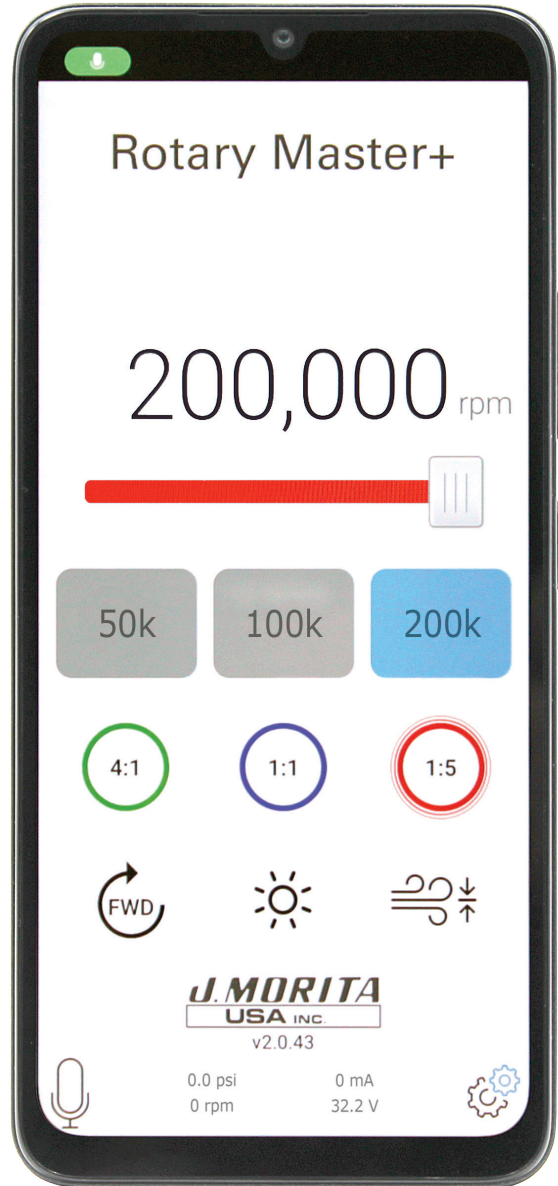 Rotary Master+
200,000 rpm
50k 100k 200k
4:1 1:1 1:5
FWD
J. MORITA
USA INC.
v2.0.43
0.0 psi 0 mA
0 rpm 32.2 V